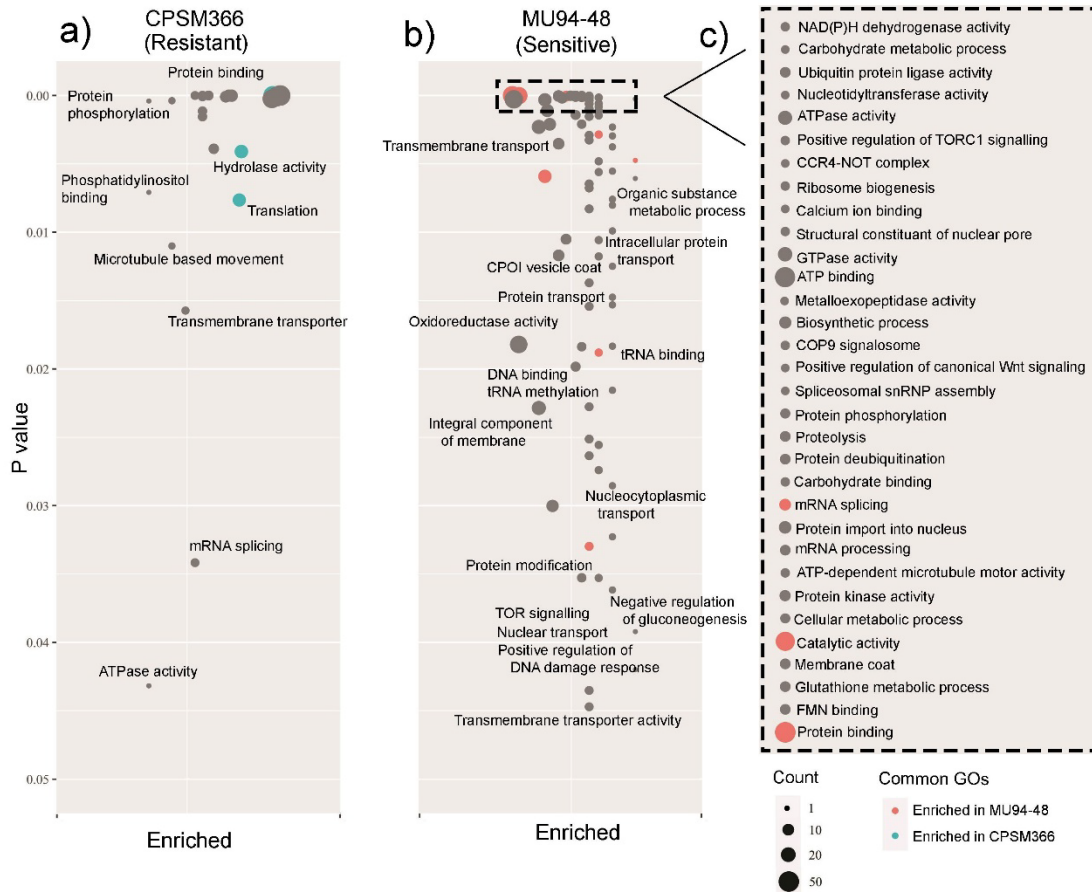 a)
CPSM366
(Resistant)
b)
MU94-48
(Sensitive)
c)
P value
0.00
0.01
0.02
0.03
0.04
0.05
Protein binding
Protein
phosphorylation
Hydrolase activity
Phosphatidylinositol
binding
Translation
Microtubule based movement
Transmembrane transporter
mRNA splicing
ATPase activity
Enriched
Transmembrane transport
Organic substance
metabolic process
Intracellular protein
transport
CPOI vesicle coat
Protein transport
Oxidoreductase activity
tRNA binding
DNA binding
tRNA methylation
Integral component
of membrane
Nucleocytoplasmic
transport
Protein modification
Negative regulation
of gluconeogenesis
TOR signalling
Nuclear transport
Positive regulation of
DNA damage response
Transmembrane transporter activity
Enriched
NAD(P)H dehydrogenase activity
Carbohydrate metabolic process
Ubiquitin protein ligase activity
Nucleotidyltransferase activity
ATPase activity
Positive regulation of TORC1 signalling
CCR4-NOT complex
Ribosome biogenesis
Calcium ion binding
Structural constituent of nuclear pore
GTPase activity
ATP binding
Metalloexopeptidase activity
Biosynthetic process
COP9 signalosome
Positive regulation of canonical Wnt signaling
Spliceosomal snRNP assembly
Protein phosphorylation
Proteolysis
Protein deubiquitination
Carbohydrate binding
mRNA splicing
Protein import into nucleus
mRNA processing
ATP-dependent microtubule motor activity
Protein kinase activity
Cellular metabolic process
Catalytic activity
Membrane coat
Glutathione metabolic process
FMN binding
Protein binding
Count
1
10
20
50
Common GOs
Enriched in MU94-48
Enriched in CPSM366